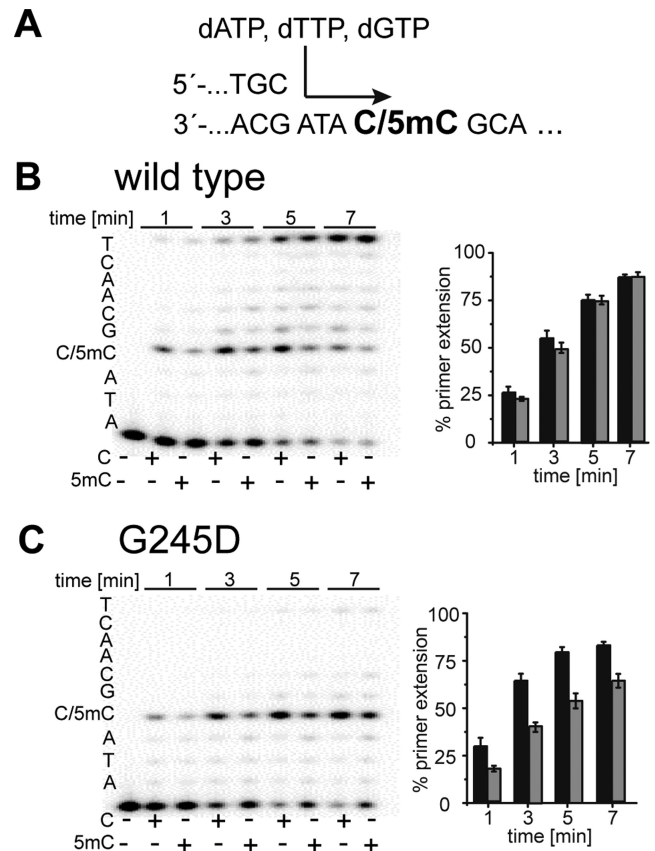 A
dATP, dTTP, dGTP
5´-...TGC
3´-...ACG ATA C/5mC GCA ...
B wild type
time [min] 1 3 5 7
T
C
A
A
C
G
C/5mC
A
T
A
C - + - + - + - + -
5mC - - + - + - + - +
100
75
50
25
0
% primer extension
1 3 5 7
time [min]
C G245D
time [min] 1 3 5 7
T
C
A
A
C
G
C/5mC
A
T
A
C - + - + - + - + -
5mC - - + - + - + - +
100
75
50
25
0
% primer extension
1 3 5 7
time [min]